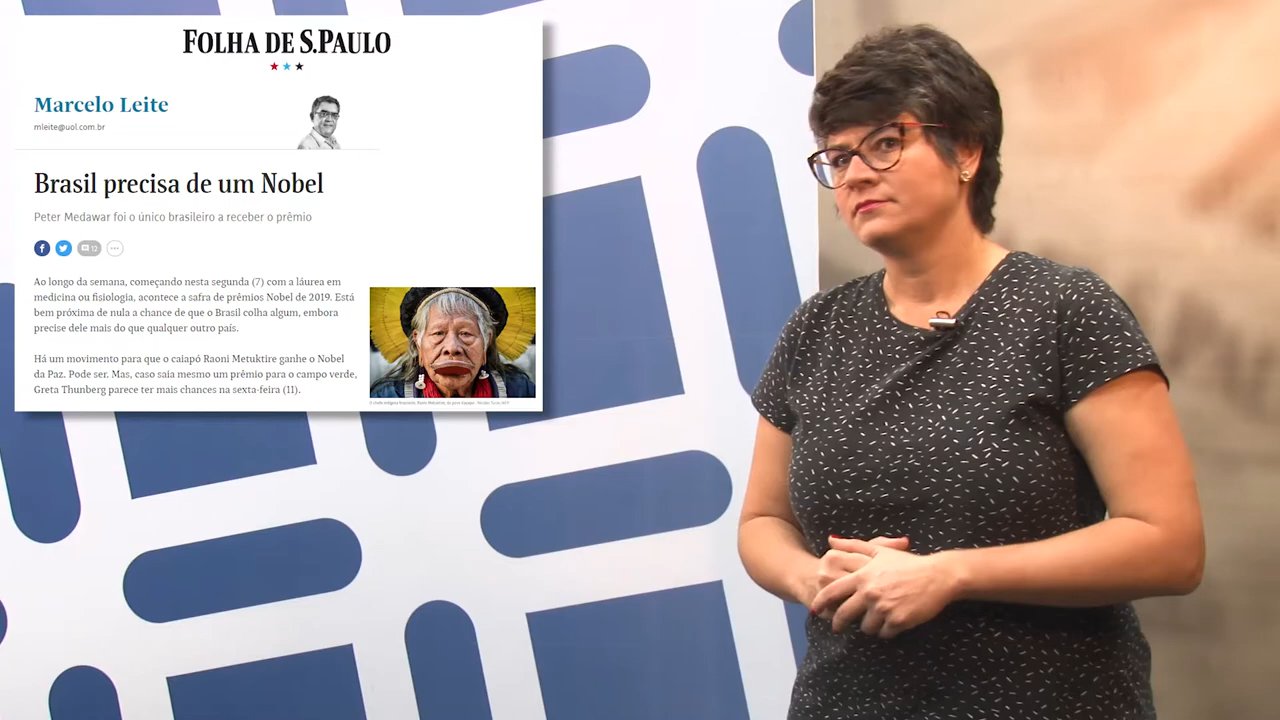 FOLHA DE S.PAULO
Marcelo Leite
mleite@uol.com.br
Brasil precisa de um Nobel
Peter Medawar foi o único brasileiro a receber o prêmio
12
Ao longo da semana, começando nesta segunda (7) com a láurea em
medicina ou fisiologia, acontece a safra de prêmios Nobel de 2019. Está
bem próxima de nula a chance de que o Brasil colha algum, embora
precise dele mais do que qualquer outro país.
Há um movimento para que o caiapó Raoni Metuktire ganhe o Nobel
da Paz. Pode ser. Mas, caso saia mesmo um prêmio para o campo verde,
Greta Thunberg parece ter mais chances na sexta-feira (11).